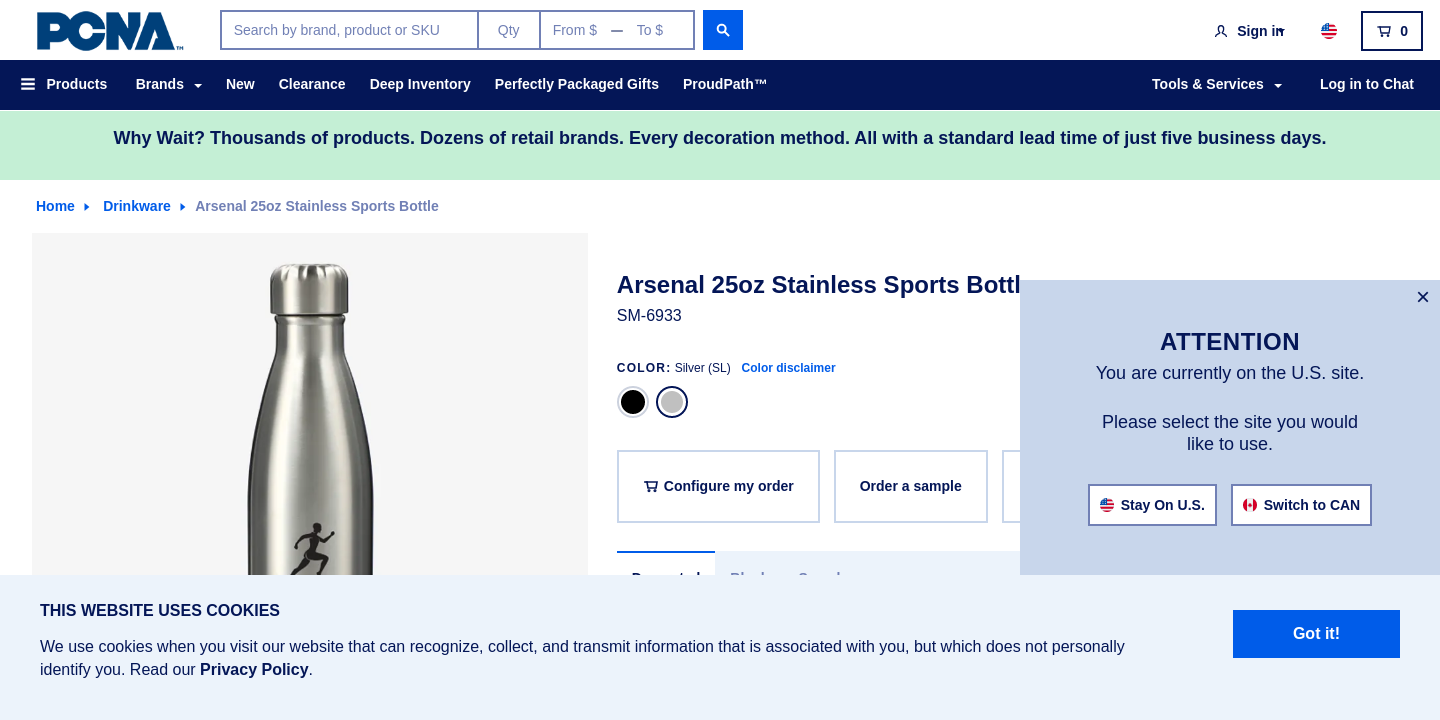 PCNA™
Search by brand, product or SKU
Qty
From $ — To $
Sign in
0
Products
Brands
New
Clearance
Deep Inventory
Perfectly Packaged Gifts
ProudPath™
Tools & Services
Log in to Chat
Why Wait? Thousands of products. Dozens of retail brands. Every decoration method. All with a standard lead time of just five business days.
Home
Drinkware
Arsenal 25oz Stainless Sports Bottle
Arsenal 25oz Stainless Sports Bottl
SM-6933
COLOR: Silver (SL) Color disclaimer
Configure my order
Order a sample
×
ATTENTION
You are currently on the U.S. site.
Please select the site you would
like to use.
Stay On U.S.
Switch to CAN
THIS WEBSITE USES COOKIES
We use cookies when you visit our website that can recognize, collect, and transmit information that is associated with you, but which does not personally
identify you. Read our Privacy Policy.
Got it!